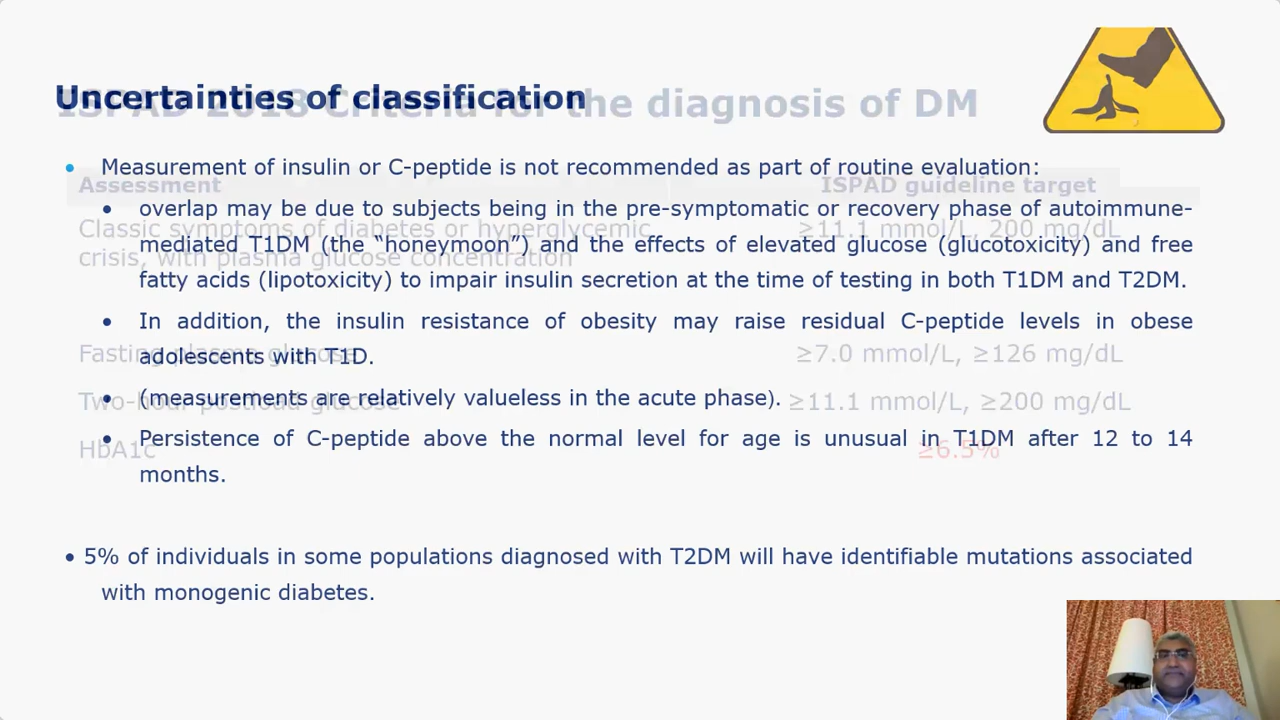 Uncertainties of classification
ISPAD 2018 Criteria for the diagnosis of DM
• Measurement of insulin or C-peptide is not recommended as part of routine evaluation:
• overlap may be due to subjects being in the pre-symptomatic or recovery phase of autoimmune-
mediated T1DM (the “honeymoon”) and the effects of elevated glucose (glucotoxicity) and free
fatty acids (lipotoxicity) to impair insulin secretion at the time of testing in both T1DM and T2DM.
• In addition, the insulin resistance of obesity may raise residual C-peptide levels in obese
adolescents with T1D.
• (measurements are relatively valueless in the acute phase).
• Persistence of C-peptide above the normal level for age is unusual in T1DM after 12 to 14
months.
• 5% of individuals in some populations diagnosed with T2DM will have identifiable mutations associated
with monogenic diabetes.
Assessment ISPAD guideline target
Classic symptoms of diabetes or hyperglycemic
crisis, with plasma glucose concentration
≥11.1 mmol/L, 200 mg/dL
Fasting plasma glucose ≥7.0 mmol/L, ≥126 mg/dL
Two-hour postload glucose ≥11.1 mmol/L, ≥200 mg/dL
HbA1c ≥6.5%